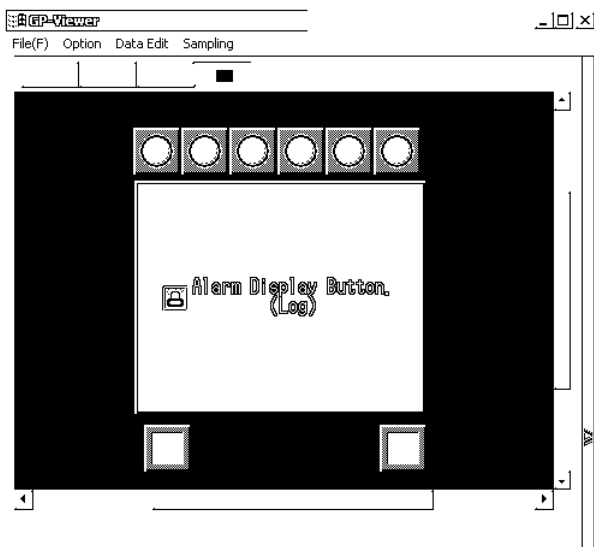 GP-Viewer
File(F) Option Data Edit Sampling
Alarm Display Button.
(Log)